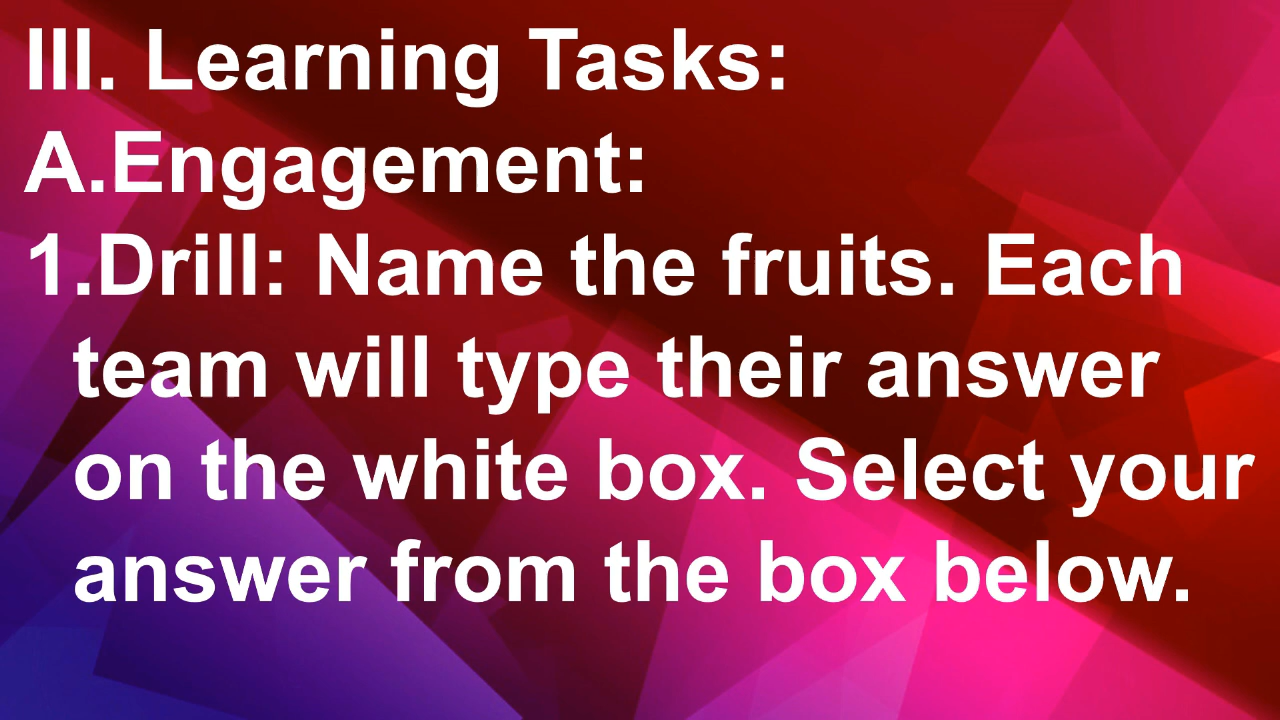 III. Learning Tasks:
A.Engagement:
1.Drill: Name the fruits. Each
team will type their answer
on the white box. Select your
answer from the box below.